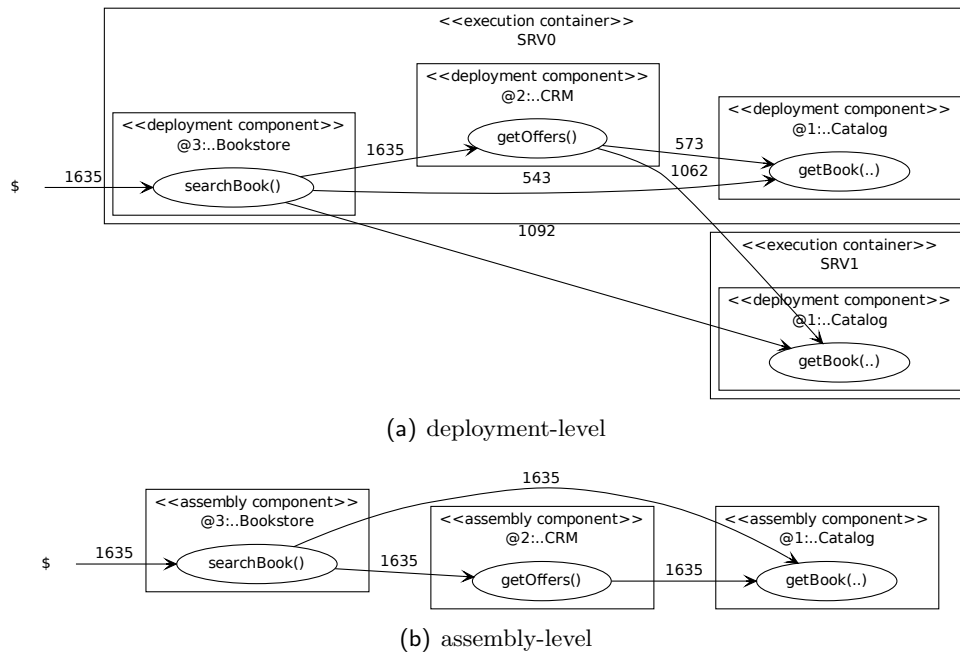 <<execution container>>
SRV0
<<deployment component>>
@2:..CRM
getOffers()
<<deployment component>>
@1:..Catalog
getBook(..)
<<deployment component>>
@3:..Bookstore
searchBook()
$
1635
1635
573
543
1062
1092
<<execution container>>
SRV1
<<deployment component>>
@1:..Catalog
getBook(..)
(a) deployment-level
1635
<<assembly component>>
@3:..Bookstore
searchBook()
<<assembly component>>
@2:..CRM
getOffers()
<<assembly component>>
@1:..Catalog
getBook(..)
$
1635
1635
1635
(b) assembly-level